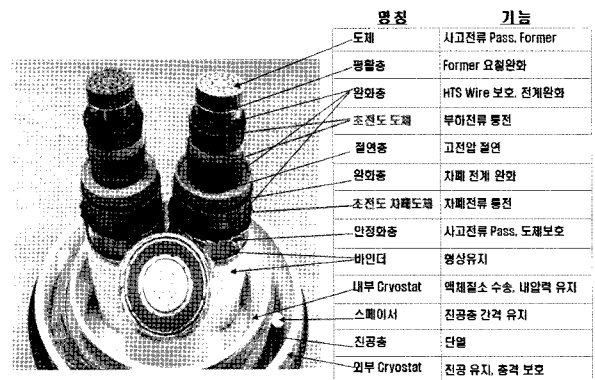 명칭 기능
도체 사고전류 Pass, Former
평활층 Former 요철완화
완화층 HTS Wire 보호, 전계완화
초전도 도체 부하전류 통전
절연층 고전압 절연
완화층 차폐 전계 완화
초전도 차폐도체 차폐전류 통전
안정화층 사고전류 Pass, 도체보호
바인더 형상유지
내부 Cryostat 액체질소 수송, 내압력 유지
스페이서 진공층 간격 유지
진공층 단열
외부 Cryostat 진공 유지, 충격 보호